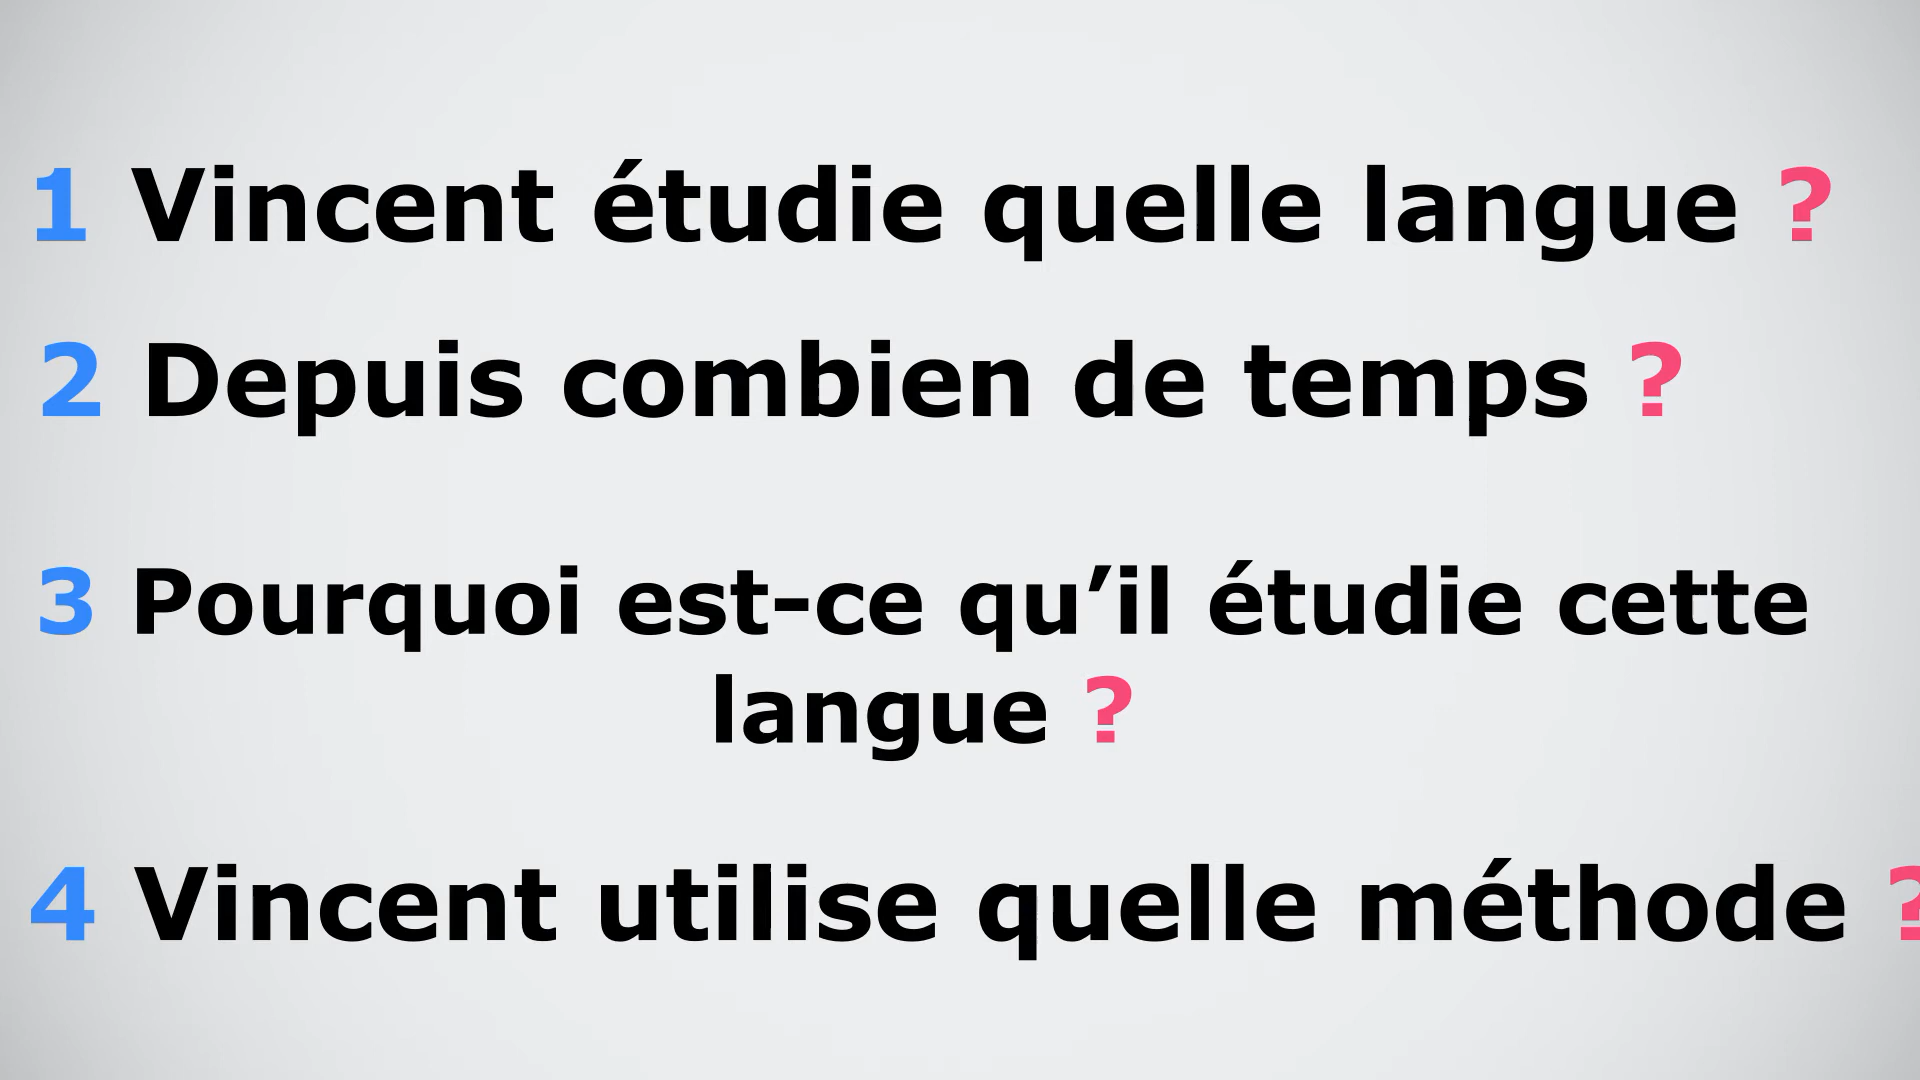 1 Vincent étudie quelle langue ?
2 Depuis combien de temps ?
3 Pourquoi est-ce qu’il étudie cette
langue ?
4 Vincent utilise quelle méthode ?